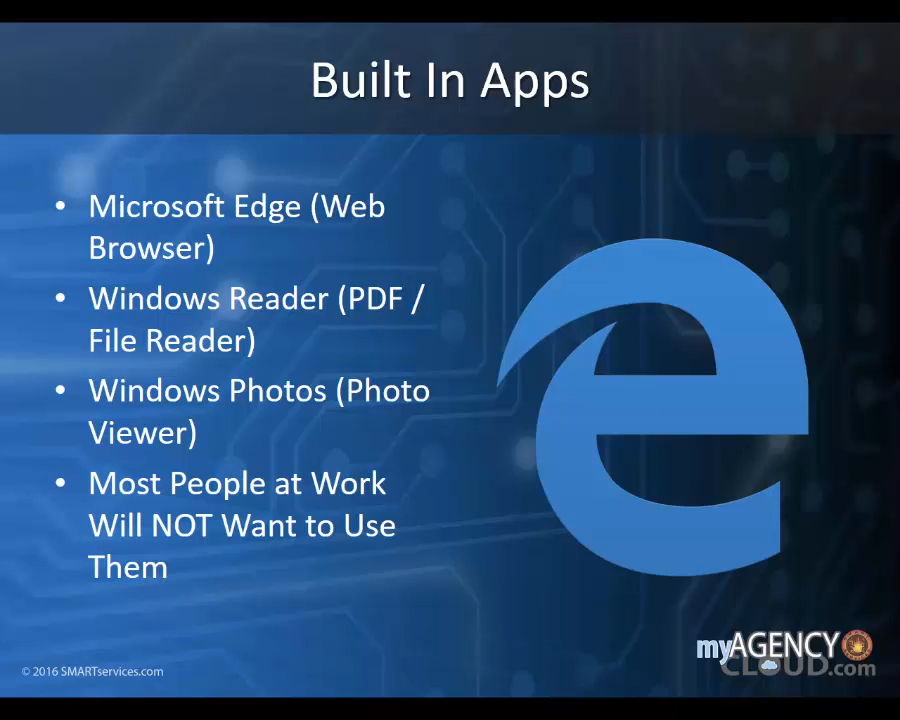 Built In Apps
• Microsoft Edge (Web
Browser)
• Windows Reader (PDF /
File Reader)
• Windows Photos (Photo
Viewer)
• Most People at Work
Will NOT Want to Use
Them
© 2016 SMARTservices.com
myAGENCY
CLOUD.com